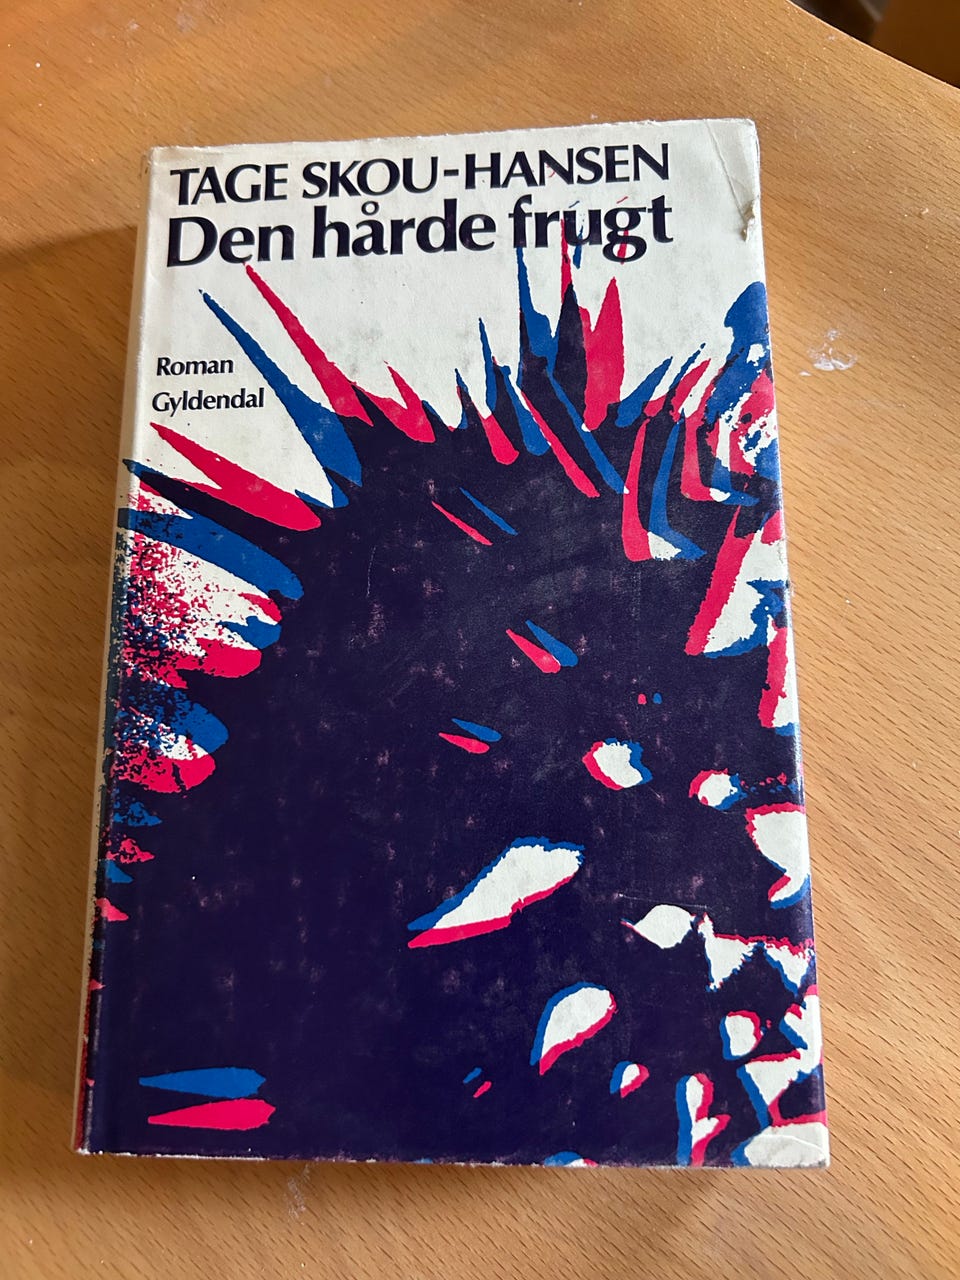 TAGE SKOU-HANSEN
Den hårde frugt
Roman
Gyldendal